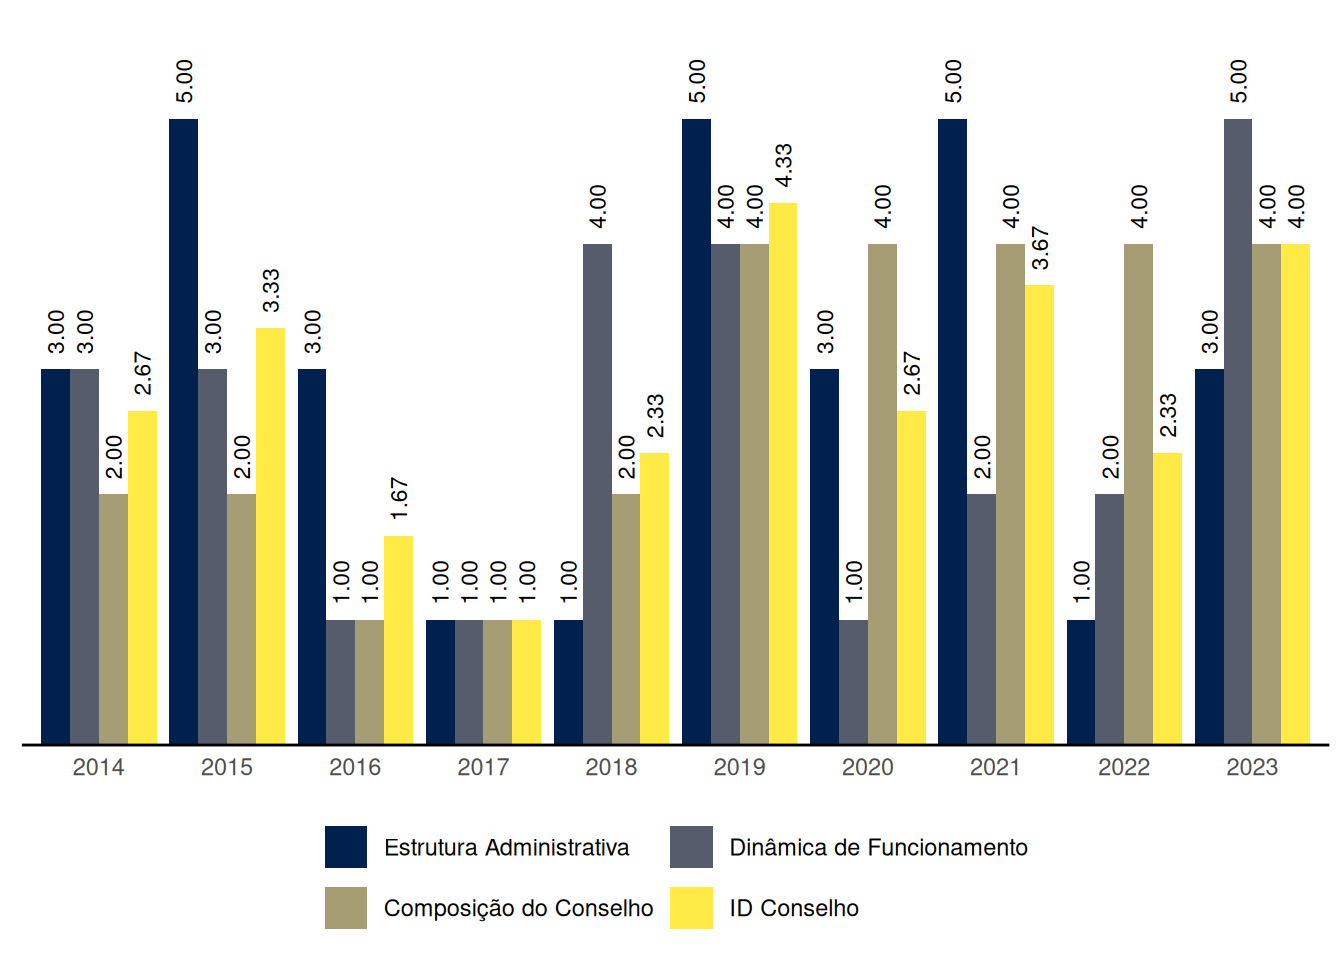 5.00 5.00 5.00 5.00
4.33
4.00 4.00 4.00 4.00 4.00 4.00 4.00 4.00
3.67
3.33
3.00 3.00 3.00 3.00 3.00 3.00
2.67 2.67
2.33 2.33
2.00 2.00 2.00 2.00 2.00
1.67
1.00 1.00 1.00 1.00 1.00 1.00 1.00 1.00 1.00
2014 2015 2016 2017 2018 2019 2020 2021 2022 2023
Estrutura Administrativa Dinâmica de Funcionamento
Composição do Conselho ID Conselho